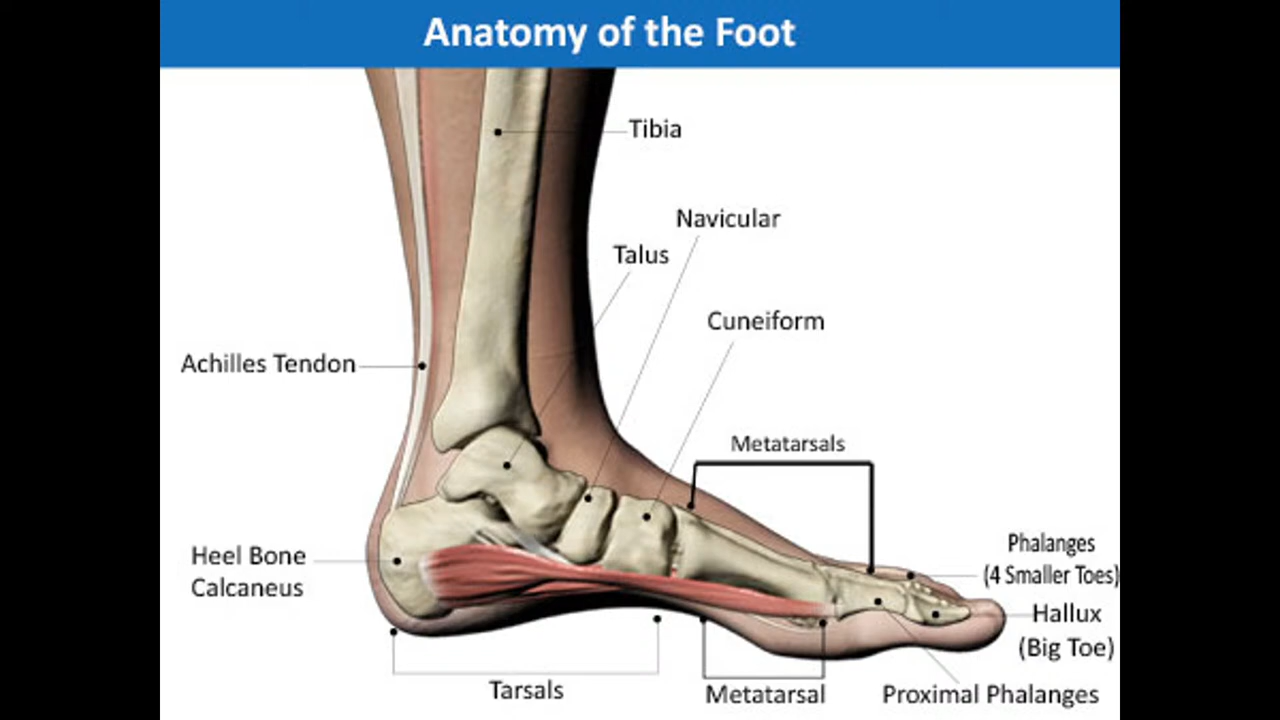 Anatomy of the Foot
Tibia
Navicular
Talus
Cuneiform
Achilles Tendon
Metatarsals
Heel Bone
Calcaneus
Phalanges
(4 Smaller Toes)
Hallux
(Big Toe)
Tarsals
Metatarsal
Proximal Phalanges